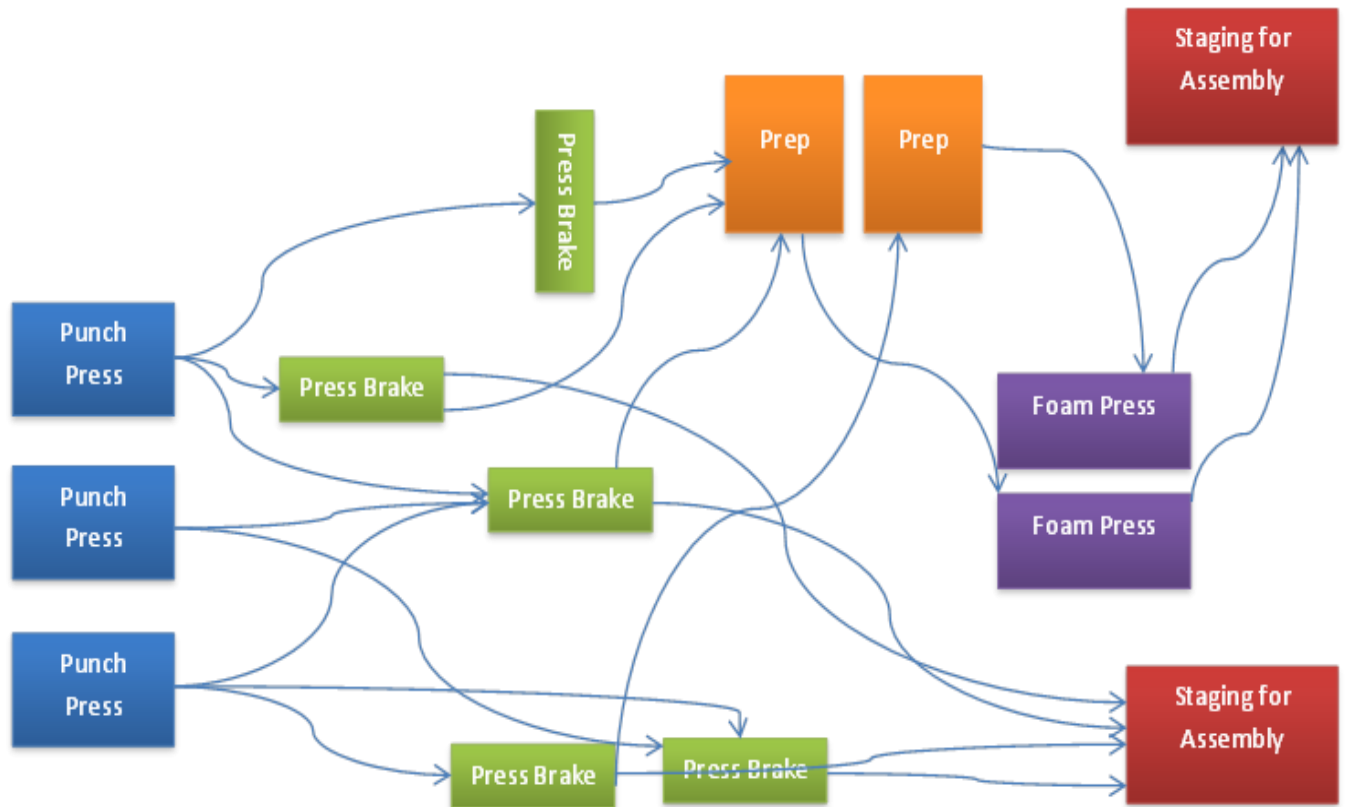 Staging for
Assembly
Prep
Prep
Press Brake
Punch
Press
Press Brake
Foam Press
Press Brake
Punch
Press
Foam Press
Punch
Press
Staging for
Assembly
Press Brake
Press Brake